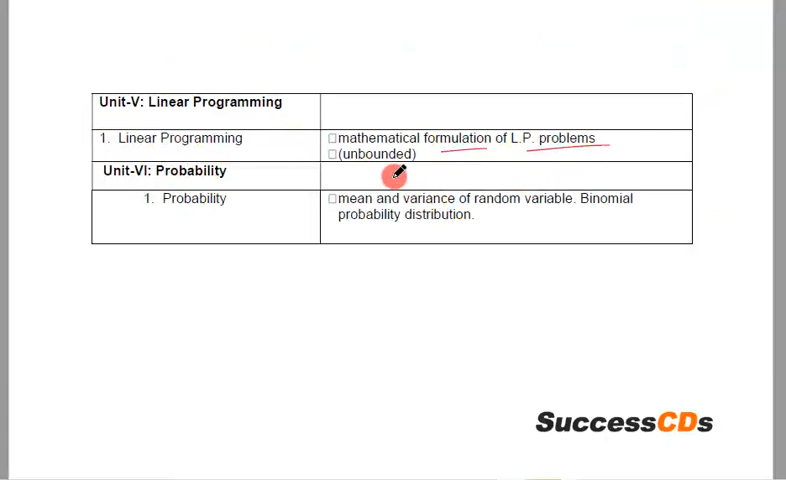 Unit-V: Linear Programming
1. Linear Programming
mathematical formulation of L.P. problems
(unbounded)
Unit-VI: Probability
1. Probability
mean and variance of random variable. Binomial
probability distribution.
SuccessCDs